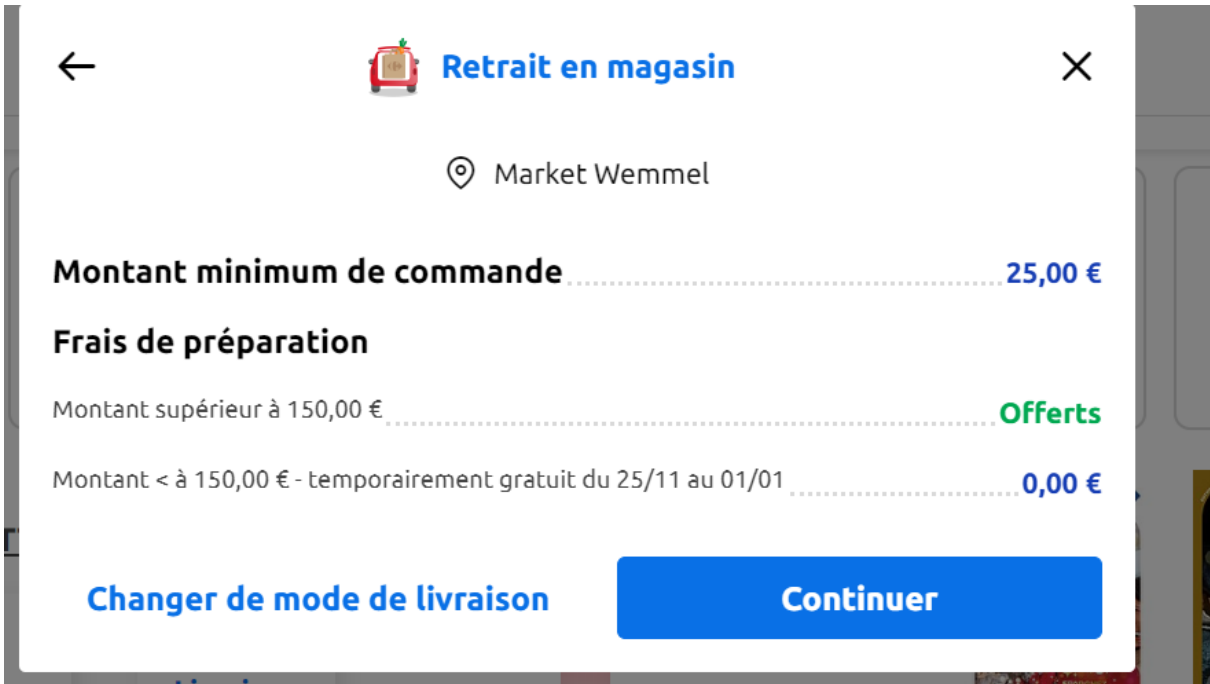 Retrait en magasin
Market Wemmel
Montant minimum de commande 25,00 €
Frais de préparation
Montant supérieur à 150,00 € Offerts
Montant < à 150,00 € - temporairement gratuit du 25/11 au 01/01 0,00 €
Changer de mode de livraison Continuer